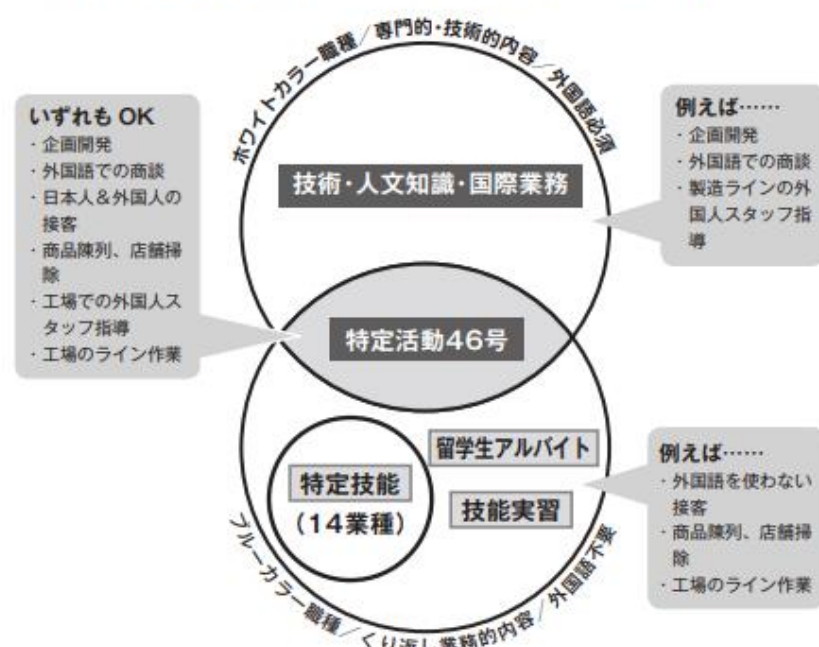 ホワイトカラー職種／専門的・技術的内容／外国語必須
いずれも OK
・企画開発
・外国語での商談
・日本人&外国人の
接客
・商品陳列、店舗掃
除
・工場での外国人ス
タッフ指導
・工場のライン作業
技術・人文知識・国際業務
例えば……
・企画開発
・外国語での商談
・製造ラインの外
国人スタッフ指
導
特定活動46号
留学生アルバイト
特定技能
（14業種）
技能実習
例えば……
・外国語を使わない
接客
・商品陳列、店舗掃
除
・工場のライン作業
ブルーカラー職種／くり返し業務的内容／外国語不要